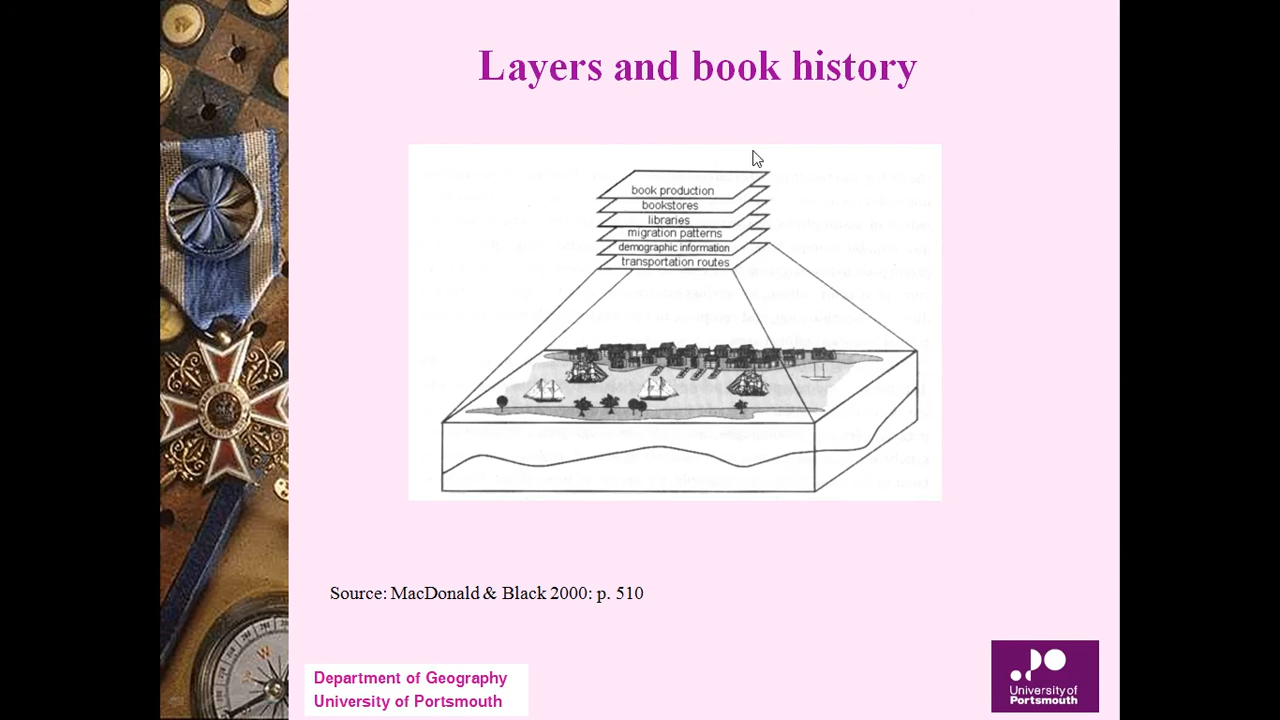 Layers and book history
book production
bookstores
libraries
migration patterns
demographic information
transportation routes
Source: MacDonald & Black 2000: p. 510
Department of Geography
University of Portsmouth
University of
Portsmouth